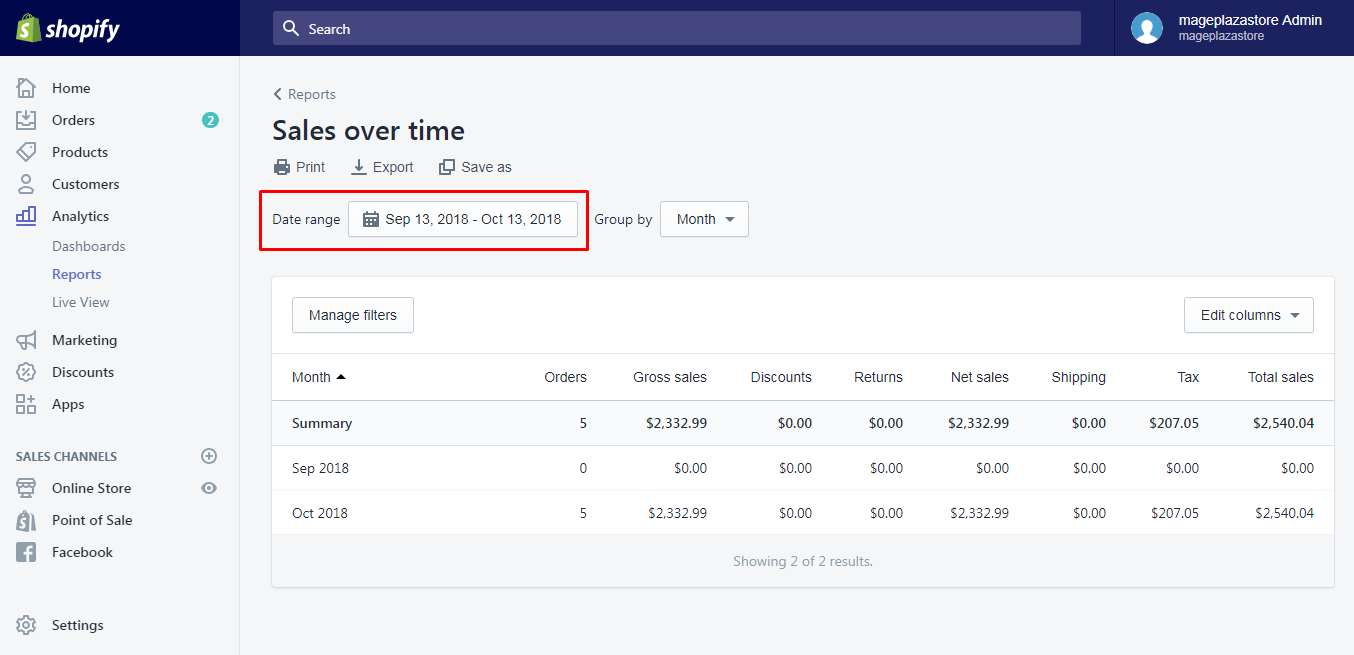 shopify
Search
mageplazastore Admin
mageplazastore
Home
Orders 2
Products
Customers
Analytics
Dashboards
Reports
Live View
Marketing
Discounts
Apps
SALES CHANNELS
Online Store
Point of Sale
Facebook
Settings
Reports
Sales over time
Print Export Save as
Date range Sep 13, 2018 - Oct 13, 2018 Group by Month
Manage filters Edit columns
Month Orders Gross sales Discounts Returns Net sales Shipping Tax Total sales
Summary 5 $2,332.99 $0.00 $0.00 $2,332.99 $0.00 $207.05 $2,540.04
Sep 2018 0 $0.00 $0.00 $0.00 $0.00 $0.00 $0.00 $0.00
Oct 2018 5 $2,332.99 $0.00 $0.00 $2,332.99 $0.00 $207.05 $2,540.04
Showing 2 of 2 results.